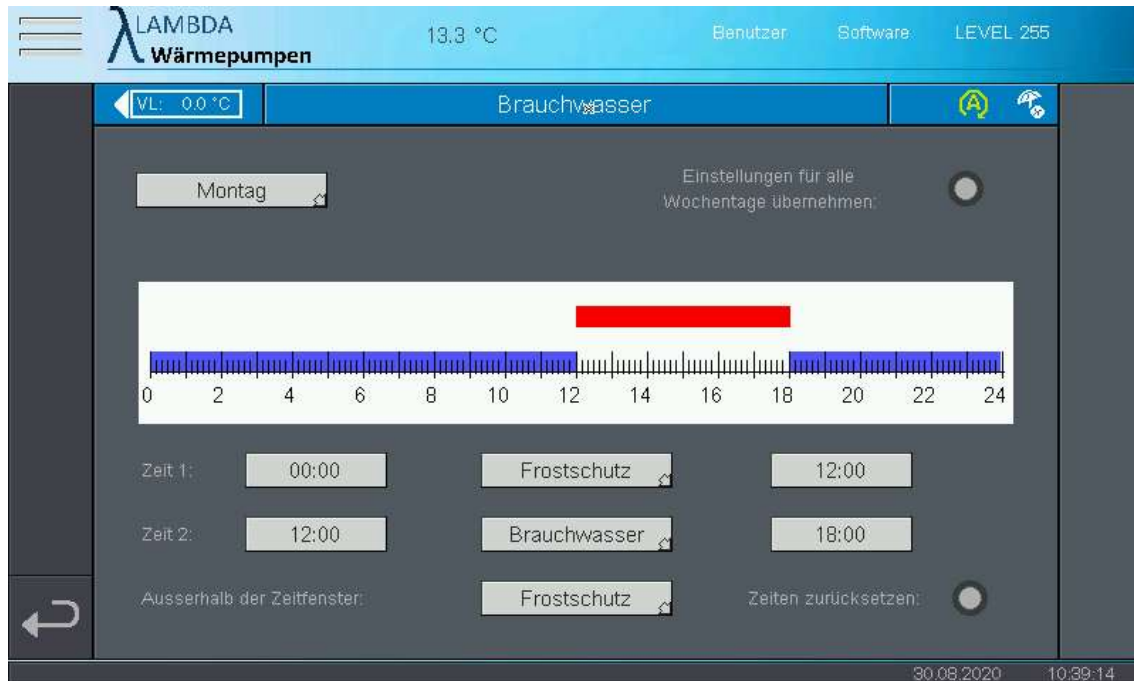 LAMBDA
Wärmepumpen
13.3 °C
Benutzer
Software
LEVEL 255
VL: 0.0 °C
Brauchwasser
A
Montag
Einstellungen für alle
Wochentage übernehmen:
0 2 4 6 8 10 12 14 16 18 20 22 24
Zeit 1:
00:00
Frostschutz
12:00
Zeit 2:
12:00
Brauchwasser
18:00
Ausserhalb der Zeitfenster:
Frostschutz
Zeiten zurücksetzen:
30.08.2020 10:39:14